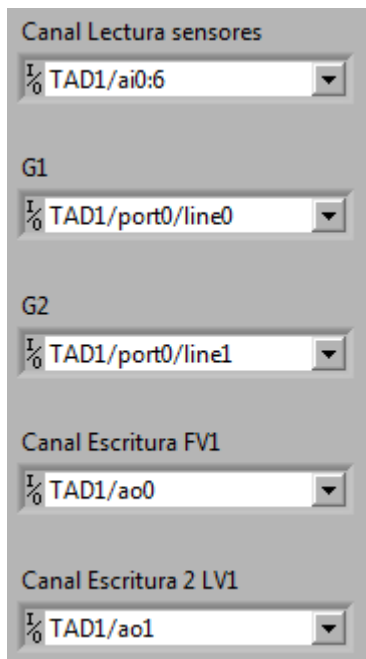 Canal Lectura sensores
I/O TAD1/ai0:6
G1
I/O TAD1/port0/line0
G2
I/O TAD1/port0/line1
Canal Escritura FV1
I/O TAD1/ao0
Canal Escritura 2 LV1
I/O TAD1/ao1